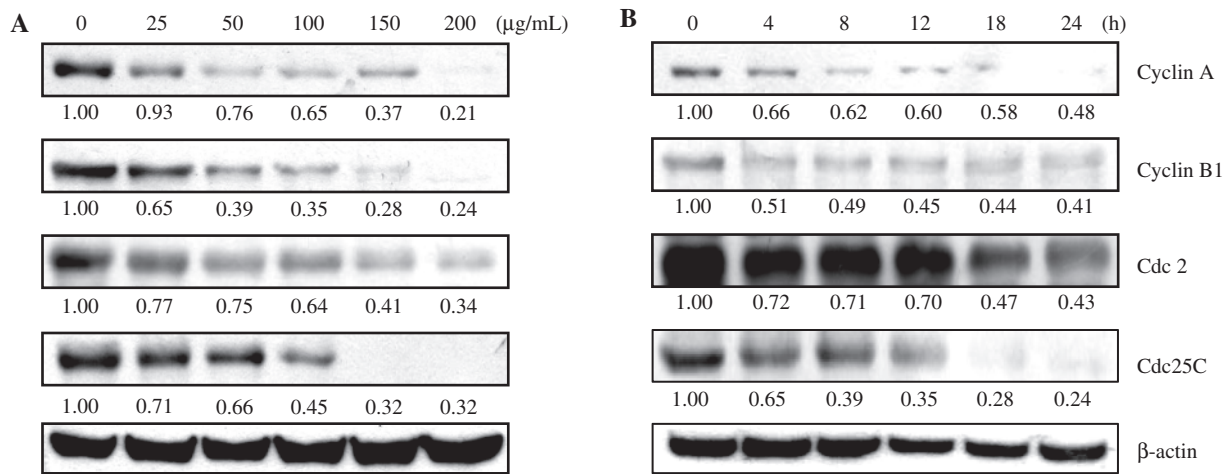 A
0 25 50 100 150 200 (μg/mL)
1.00 0.93 0.76 0.65 0.37 0.21
1.00 0.65 0.39 0.35 0.28 0.24
1.00 0.77 0.75 0.64 0.41 0.34
1.00 0.71 0.66 0.45 0.32 0.32
B
0 4 8 12 18 24 (h)
Cyclin A
1.00 0.66 0.62 0.60 0.58 0.48
Cyclin B1
1.00 0.51 0.49 0.45 0.44 0.41
Cdc 2
1.00 0.72 0.71 0.70 0.47 0.43
Cdc25C
1.00 0.65 0.39 0.35 0.28 0.24
β-actin